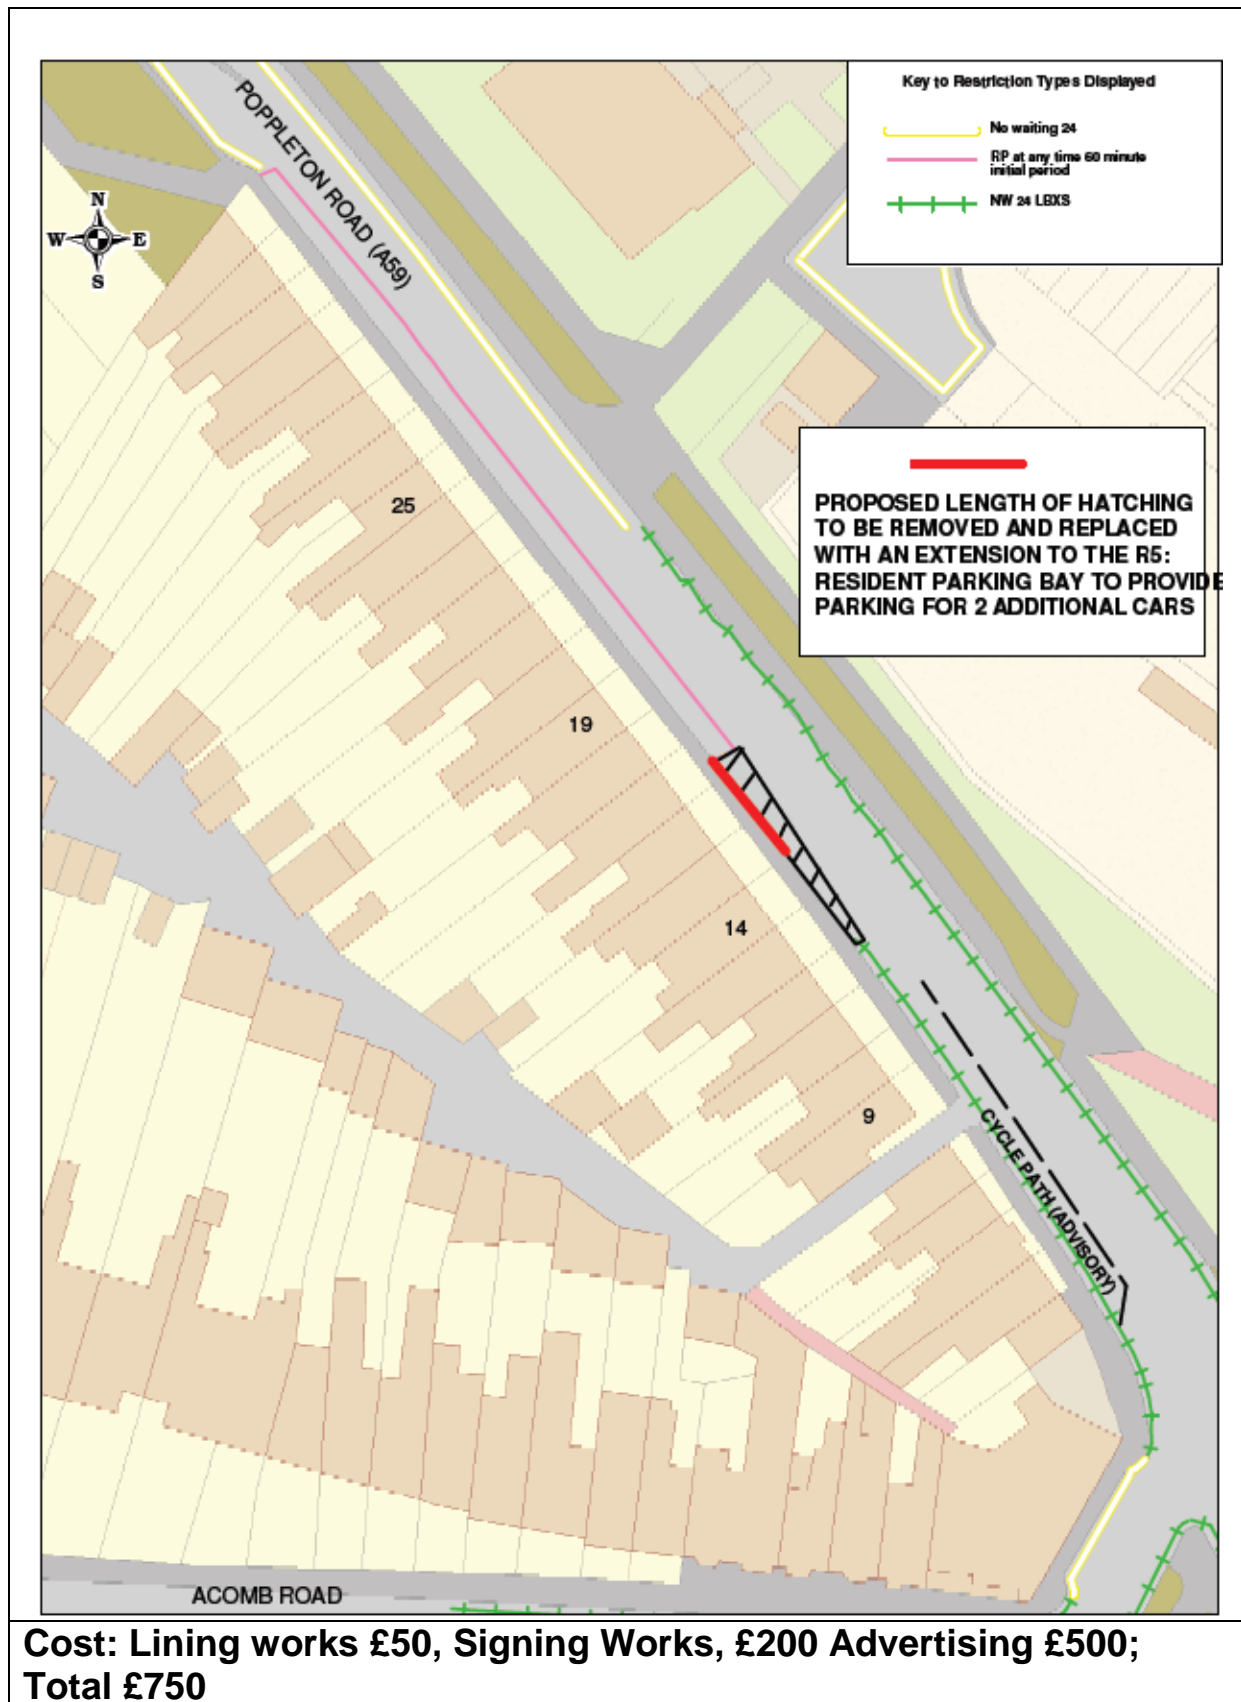 Key to Restriction Types Displayed
No waiting 24
RP at any time 60 minute
initial period
NW 24 LBXS
POPPLETON ROAD (A59)
N
W E
S
PROPOSED LENGTH OF HATCHING
TO BE REMOVED AND REPLACED
WITH AN EXTENSION TO THE R5:
RESIDENT PARKING BAY TO PROVIDE
PARKING FOR 2 ADDITIONAL CARS
25
19
14
9
CYCLE PATH (ADVISORY)
ACOMB ROAD
Cost: Lining works £50, Signing Works, £200 Advertising £500;
Total £750